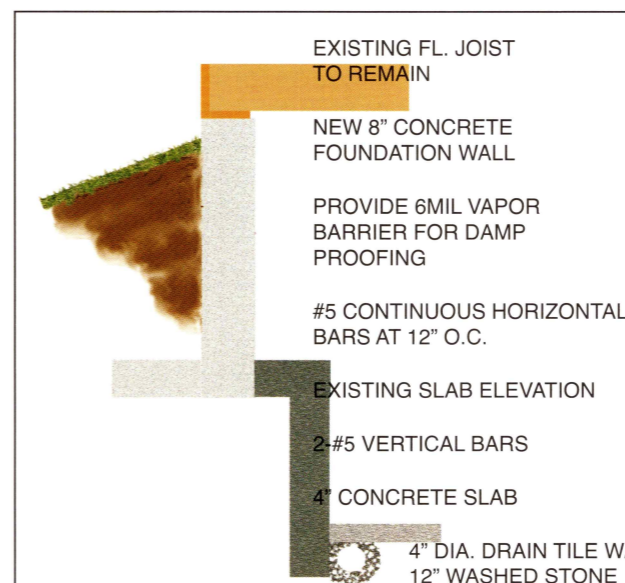 EXISTING FL. JOIST
TO REMAIN
NEW 8” CONCRETE
FOUNDATION WALL
PROVIDE 6MIL VAPOR
BARRIER FOR DAMP
PROOFING
#5 CONTINUOUS HORIZONTAL
BARS AT 12” O.C.
EXISTING SLAB ELEVATION
2-#5 VERTICAL BARS
4” CONCRETE SLAB
4” DIA. DRAIN TILE W/
12” WASHED STONE